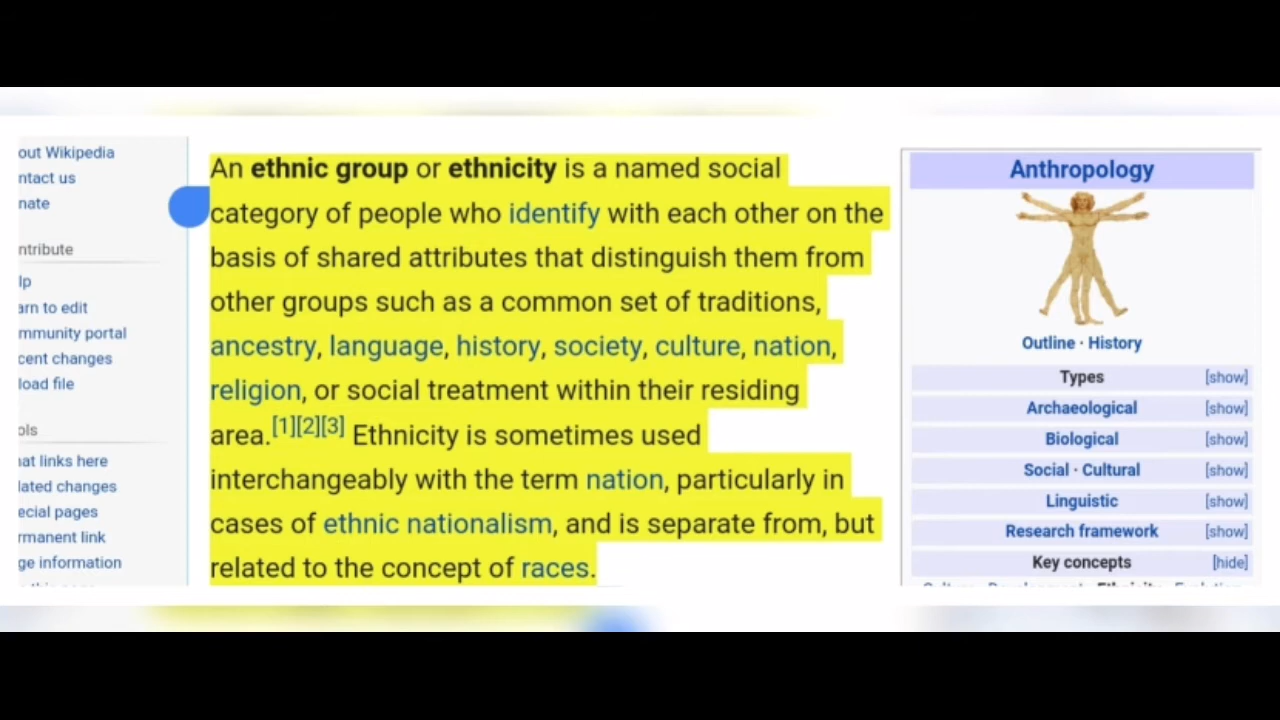 out Wikipedia
ntact us
nate
ntribute
lp
arn to edit
mmunity portal
cent changes
load file
ols
at links here
lated changes
ecial pages
rmanent link
ge information
An ethnic group or ethnicity is a named social
category of people who identify with each other on the
basis of shared attributes that distinguish them from
other groups such as a common set of traditions,
ancestry, language, history, society, culture, nation,
religion, or social treatment within their residing
area.[1][2][3] Ethnicity is sometimes used
interchangeably with the term nation, particularly in
cases of ethnic nationalism, and is separate from, but
related to the concept of races.
Anthropology
Outline · History
Types [show]
Archaeological [show]
Biological [show]
Social · Cultural [show]
Linguistic [show]
Research framework [show]
Key concepts [hide]